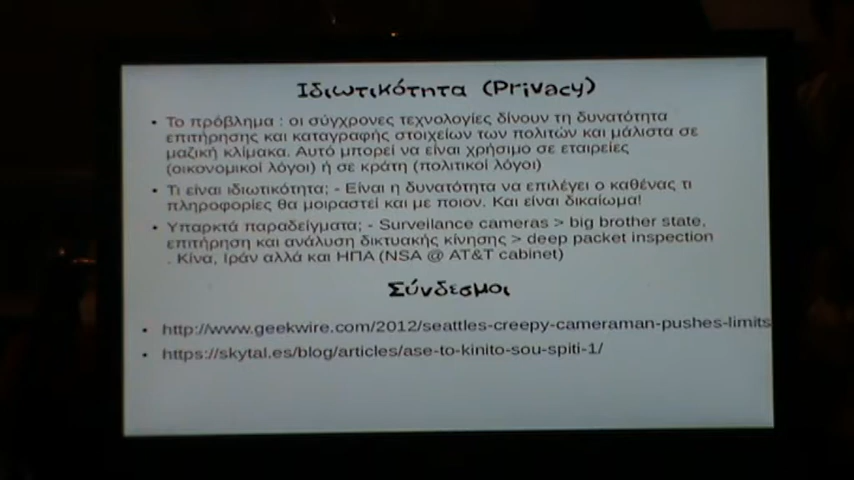 Ιδιωτικότητα (Privacy)
• Το πρόβλημα : οι σύγχρονες τεχνολογίες δίνουν τη δυνατότητα
επιτήρησης και καταγραφής στοιχείων των πολιτών και μάλιστα σε
μαζική κλίμακα. Αυτό μπορεί να είναι χρήσιμο σε εταιρείες
(οικονομικοί λόγοι) ή σε κράτη (πολιτικοί λόγοι)
• Τι είναι ιδιωτικότητα; - Είναι η δυνατότητα να επιλέγει ο καθένας τι
πληροφορίες θα μοιραστεί και με ποιον. Και είναι δικαίωμα!
• Υπαρκτά παραδείγματα; - Surveilance cameras > big brother state,
επιτήρηση και ανάλυση δικτυακής κίνησης > deep packet inspection
. Κίνα, Ιράν αλλά και ΗΠΑ (NSA @ AT&T cabinet)
Σύνδεσμοι
• http://www.geekwire.com/2012/seattles-creepy-cameraman-pushes-limits
• https://skytal.es/blog/articles/ase-to-kinito-sou-spiti-1/